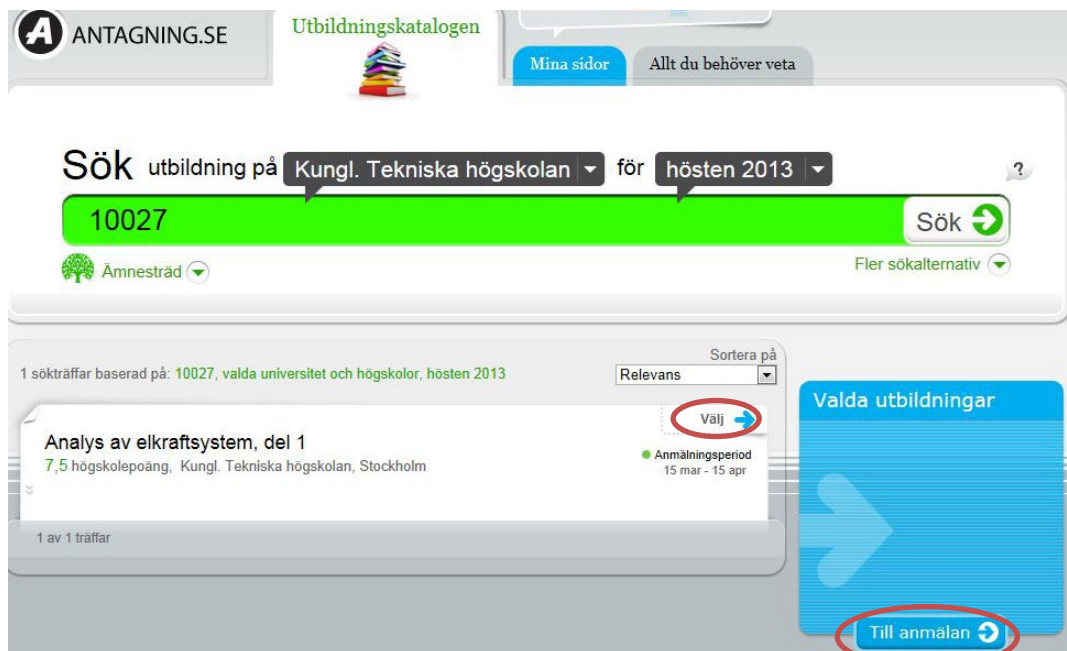 ANTAGNING.SE
Utbildningskatalogen
Mina sidor
Allt du behöver veta
Sök utbildning på Kungl. Tekniska högskolan för hösten 2013
?
10027
Sök
Ämnesträd
Fler sökalternativ
1 sökträffar baserad på: 10027, valda universitet och högskolor, hösten 2013
Sortera på
Relevans
Välj
Analys av elkraftsystem, del 1
7,5 högskolepoäng, Kungl. Tekniska högskolan, Stockholm
Anmälningsperiod
15 mar - 15 apr
1 av 1 träffar
Valda utbildningar
Till anmälan